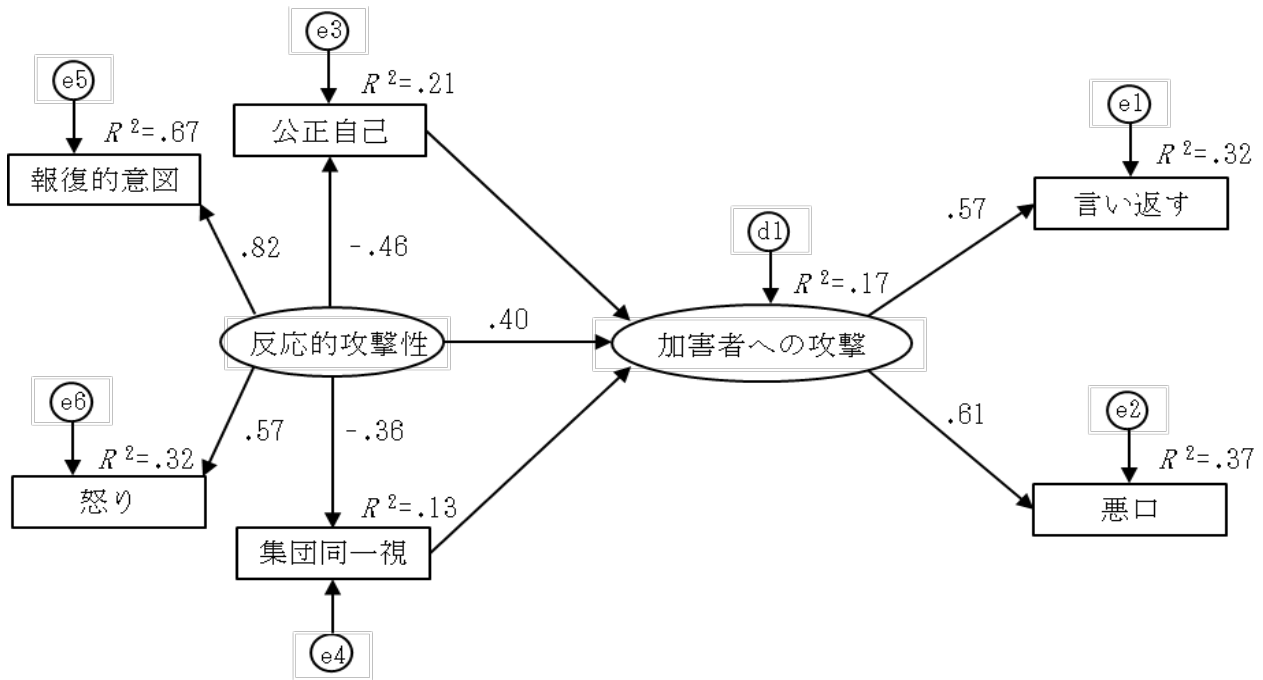 e3
R²=.21
公正自己
e5
R²=.67
報復的意図
e1
R²=.32
言い返す
.82
-.46
.57
d1
R²=.17
反応的攻撃性
.40
加害者への攻撃
e6
R²=.32
怒り
.57
-.36
.61
e2
R²=.37
悪口
R²=.13
集団同一視
e4